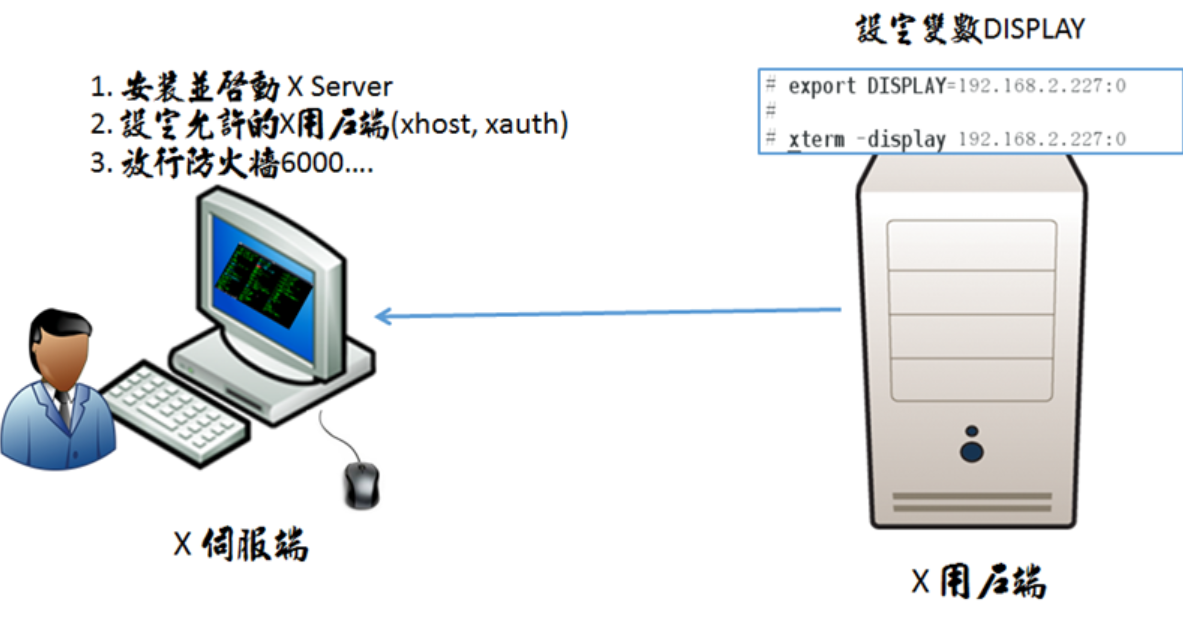 設定變數DISPLAY
# export DISPLAY=192.168.2.227:0
#
# xterm -display 192.168.2.227:0
1. 安裝並啓動 X Server
2. 設定允許的X用戶端(xhost, xauth)
3. 放行防火墻6000....
X 伺服端
X 用戶端